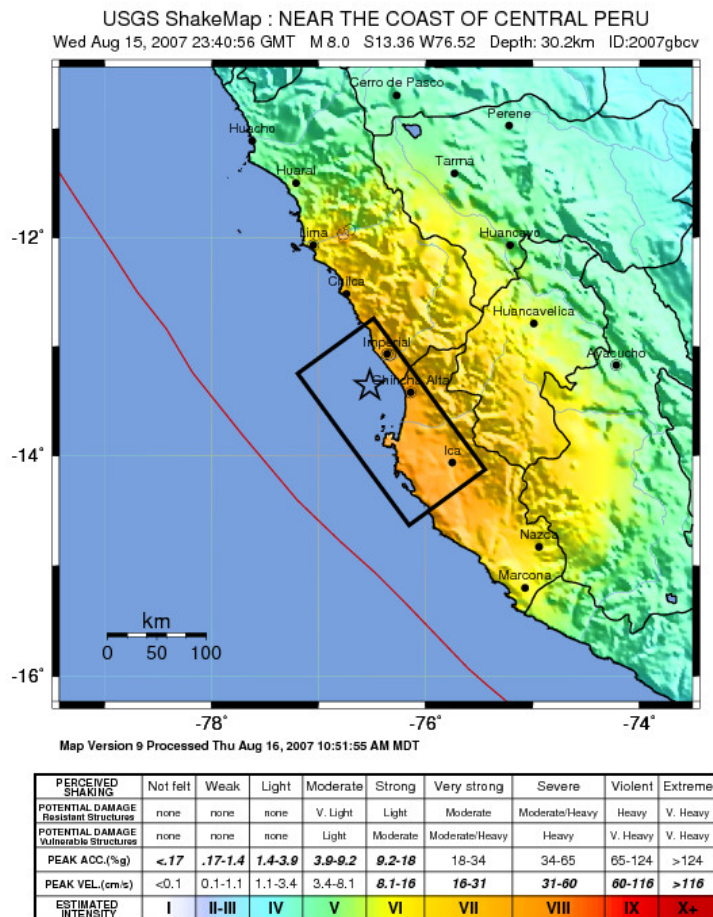 USGS ShakeMap : NEAR THE COAST OF CENTRAL PERU
Wed Aug 15, 2007 23:40:56 GMT M 8.0 S13.36 W76.52 Depth: 30.2km ID:2007gbcv
Cerro de Pasco
Perene
Huacho
Tarma
Huaral
-12°
Lima
Huancayo
Chilca
Huancavelica
Imperial
Ayacucho
Chincha Alta
-14°
Ica
Nazca
Marcona
km
0 50 100
-16°
-78° -76° -74°
Map Version 9 Processed Thu Aug 16, 2007 10:51:55 AM MDT
PERCEIVED SHAKING Not felt Weak Light Moderate Strong Very strong Severe Violent Extreme
POTENTIAL DAMAGE Resistant Structures none none none V. Light Light Moderate Moderate/Heavy Heavy V. Heavy
POTENTIAL DAMAGE Vulnerable Structures none none none Light Moderate Moderate/Heavy Heavy V. Heavy V. Heavy
PEAK ACC.(%g) <.17 .17-1.4 1.4-3.9 3.9-9.2 9.2-18 18-34 34-65 65-124 >124
PEAK VEL.(cm/s) <0.1 0.1-1.1 1.1-3.4 3.4-8.1 8.1-16 16-31 31-60 60-116 >116
ESTIMATED INTENSITY I II-III IV V VI VII VIII IX X+